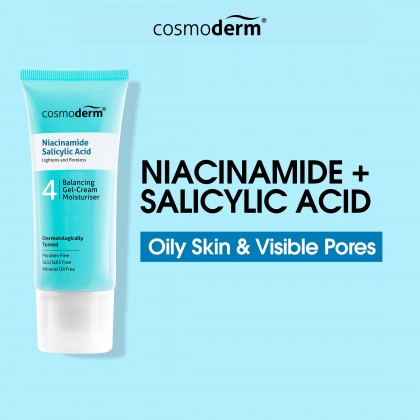 cosmoderm®
cosmoderm®
Niacinamide
Salicylic Acid
Lightens and Poreless
4
Balancing
Gel-Cream
Moisturiser
Dermatologically
Tested
Paraben Free
SLS/SLES Free
Mineral Oil Free
NIACINAMIDE +
SALICYLIC ACID
Oily Skin & Visible Pores